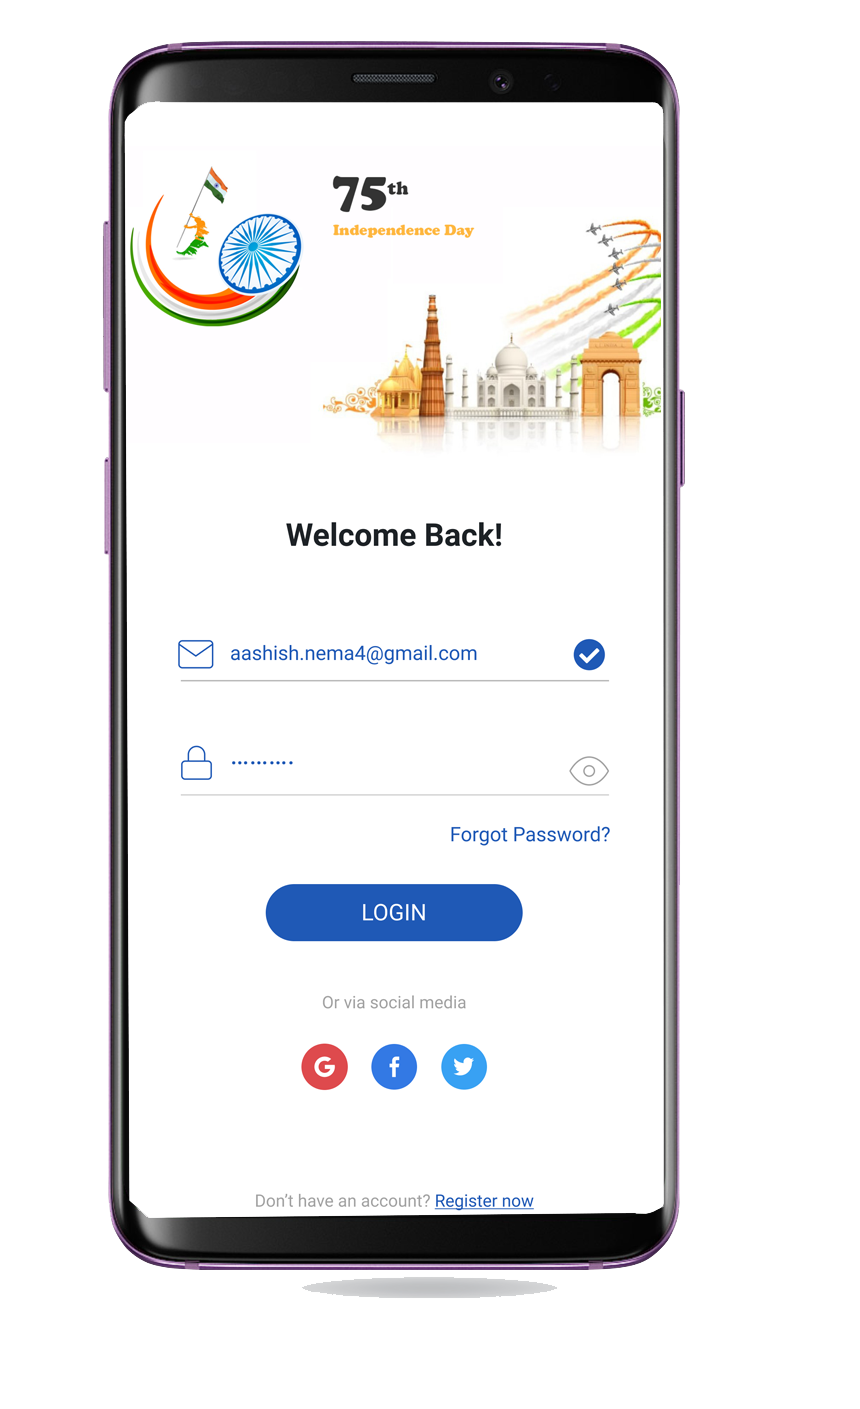 75th
Independence Day
Welcome Back!
aashish.nema4@gmail.com
Forgot Password?
LOGIN
Or via social media
G f
Don't have an account? Register now